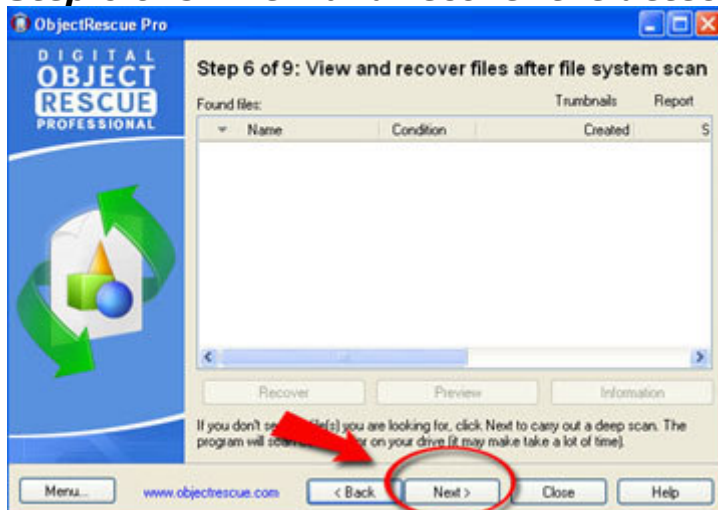 ObjectRescue Pro
DIGITAL
OBJECT
RESCUE
PROFESSIONAL
Step 6 of 9: View and recover files after file system scan
Found files:
Trumbnails Report
Name Condition Created S
Recover Preview Information
If you don't you are looking for, click Next to carry out a deep scan. The
program will on your drive (it may make take a lot of time).
Menu... www.objectrescue.com < Back Next > Close Help